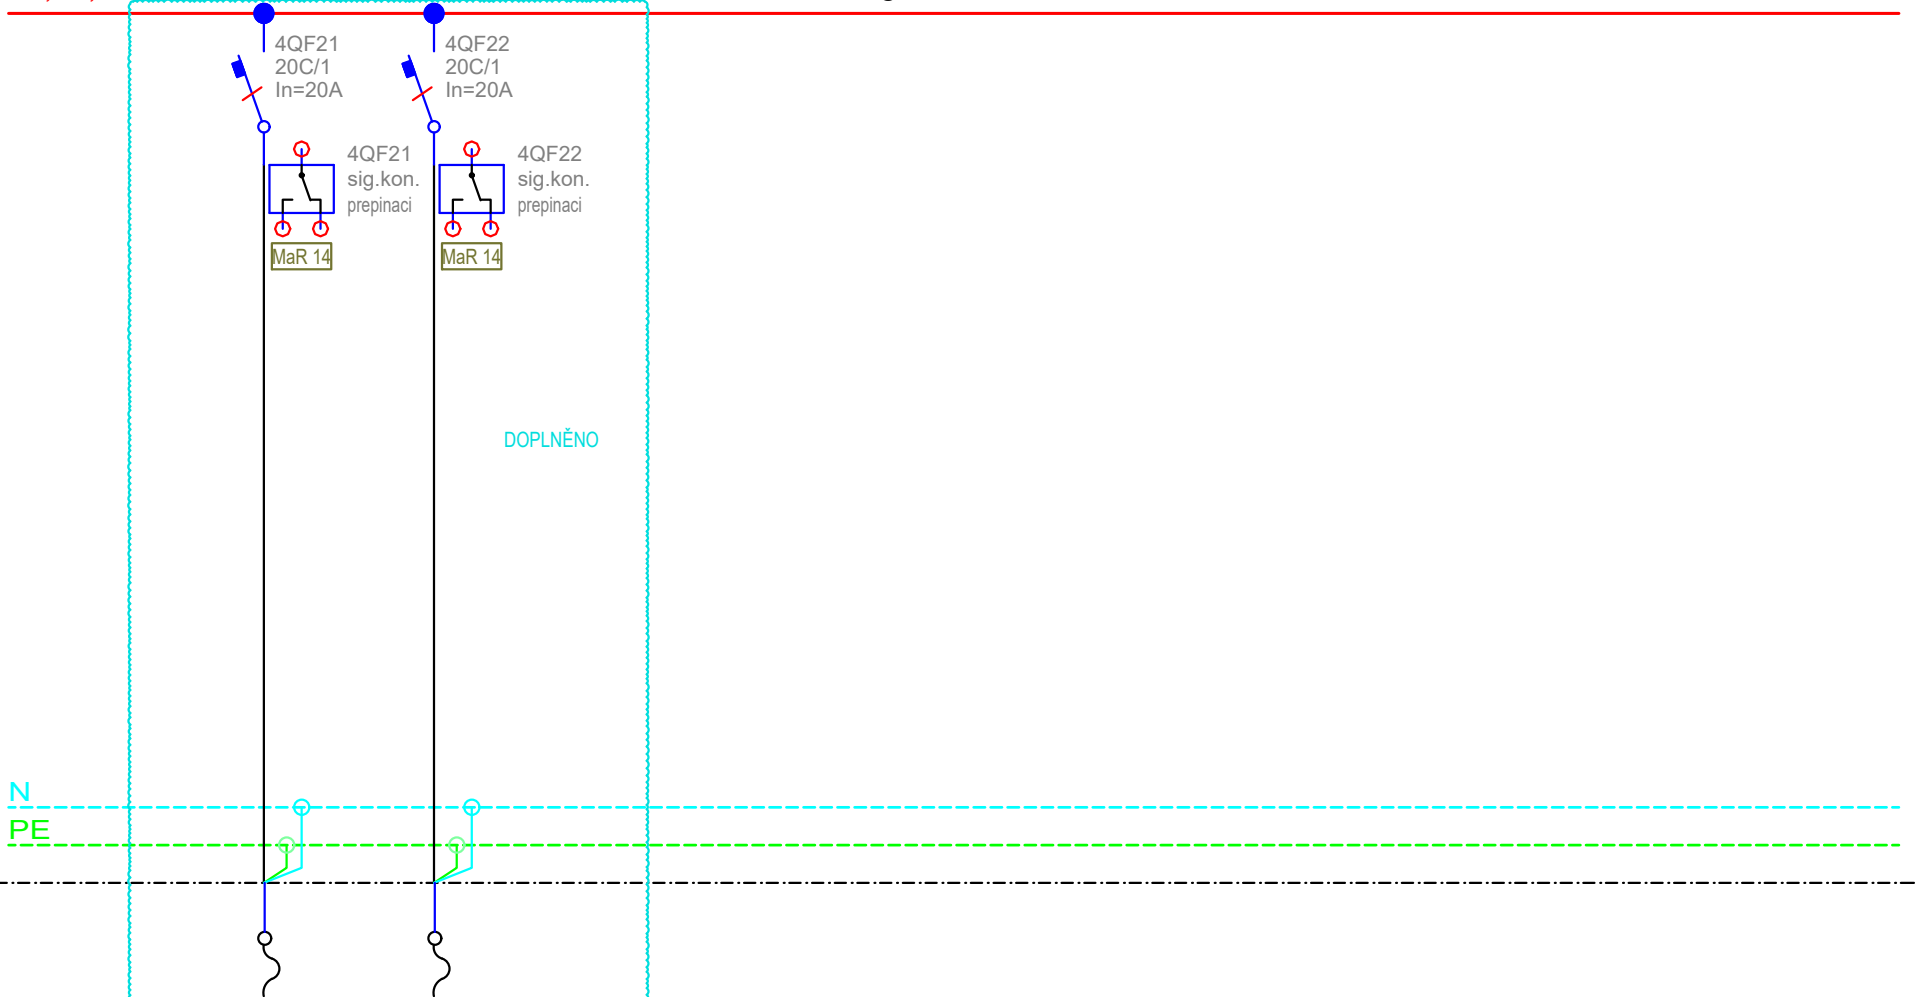 4QF21
20C/1
In=20A
4QF22
20C/1
In=20A
4QF21
sig.kon.
prepinaci
4QF22
sig.kon.
prepinaci
MaR 14
MaR 14
DOPLNĚNO
N
PE